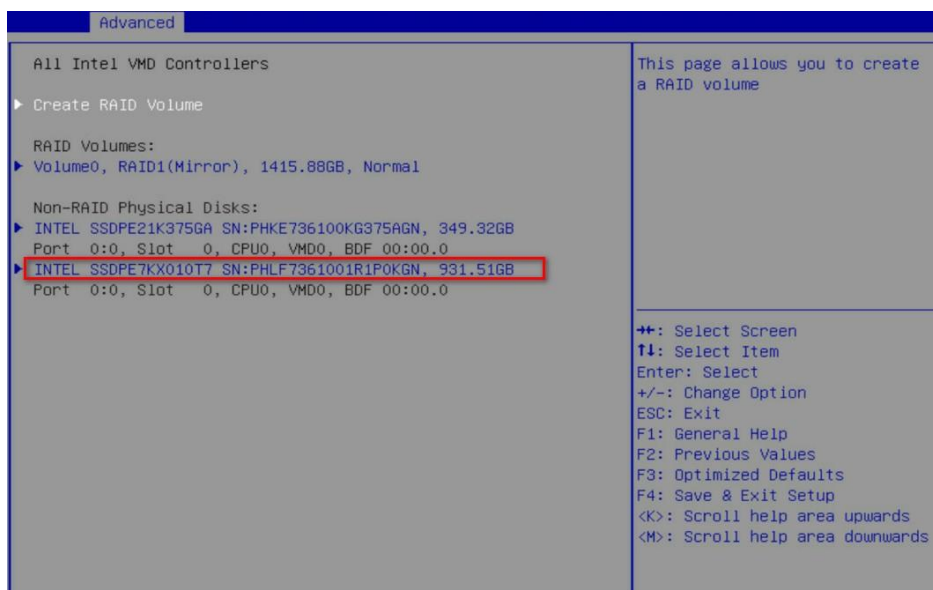 Advanced
All Intel VMD Controllers
Create RAID Volume
RAID Volumes:
Volume0, RAID1(Mirror), 1415.88GB, Normal
Non-RAID Physical Disks:
INTEL SSDPE21K375GA SN:PHKE736100KG375AGN, 349.32GB
Port 0:0, Slot 0, CPU0, VMD0, BDF 00:00.0
INTEL SSDPE7KX010T7 SN:PHLF7361001R1P0KGN, 931.51GB
Port 0:0, Slot 0, CPU0, VMD0, BDF 00:00.0
This page allows you to create
a RAID volume
→←: Select Screen
↑↓: Select Item
Enter: Select
+/-: Change Option
ESC: Exit
F1: General Help
F2: Previous Values
F3: Optimized Defaults
F4: Save & Exit Setup
<K>: Scroll help area upwards
<M>: Scroll help area downwards